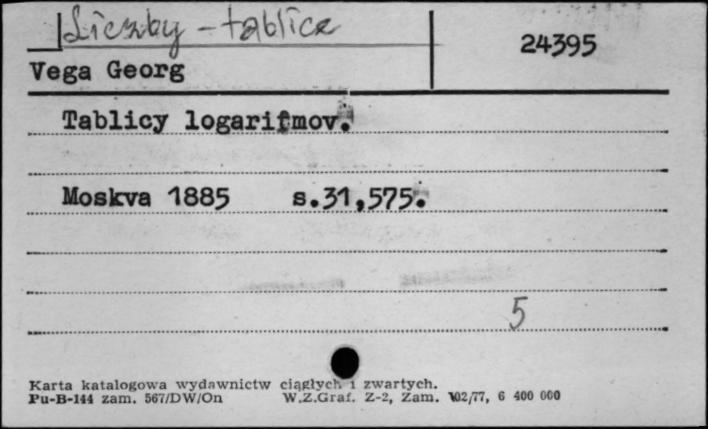 Liczby - tablice
24395
Vega Georg
Tablicy logarifmov.
Moskva 1885 s.31,575.
5
Karta katalogowa wydawnictw ciągłych i zwartych.
Pu-B-144 zam. 567/DW/On W.Z.Graf. Z-2, Zam. 102/77, 6 400 000